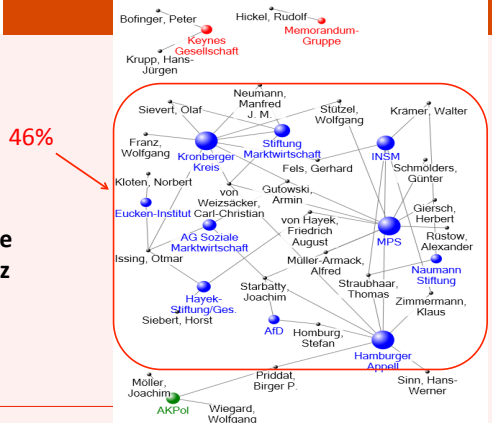 Bofinger, Peter
Hickel, Rudolf
Keynes
Gesellschaft
Memorandum-
Gruppe
Krupp, Hans-
Jürgen
46%
Neumann,
Manfred
J. M.
Sievert, Olaf
Stützel,
Wolfgang
Krämer, Walter
Franz,
Wolfgang
Kronberger
Kreis
Stiftung
Marktwirtschaft
INSM
Fels, Gerhard
Schmölders,
Günter
Kloten, Norbert
von
Weizsäcker,
Carl-Christian
Gutowski,
Armin
Giersch,
Herbert
Eucken-Institut
AG Soziale
Marktwirtschaft
von Hayek,
Friedrich
August
MPS
Rüstow,
Alexander
e
z
Issing, Otmar
Müller-Armack,
Alfred
Naumann
Stiftung
Hayek-
Stiftung/Ges.
Starbatty,
Joachim
Straubhaar,
Thomas
Zimmermann,
Klaus
Siebert, Horst
AfD
Homburg,
Stefan
Hamburger
Appell
Möller,
Joachim
Priddat,
Birger P.
Sinn, Hans-
Werner
AKPol
Wiegard,
Wolfgang